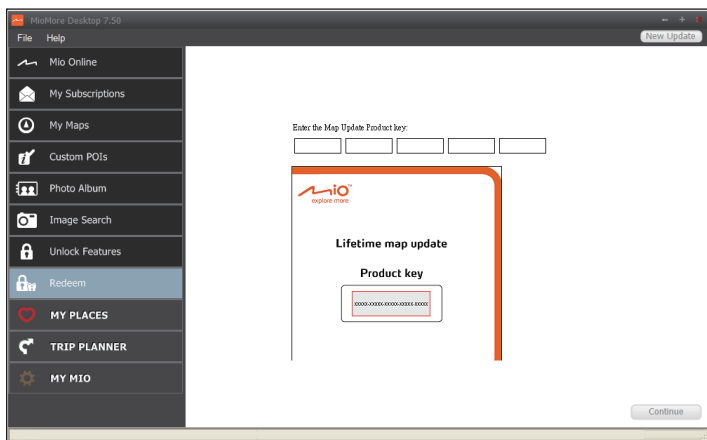 MioMore Desktop 7.50
File Help
New Update
Mio Online
My Subscriptions
My Maps
Custom POIs
Photo Album
Image Search
Unlock Features
Redeem
MY PLACES
TRIP PLANNER
MY MIO
Enter the Map Update Product key:
Mio™
explore more
Lifetime map update
Product key
xxxxx-xxxxx-xxxxx-xxxxx-xxxxx
Continue